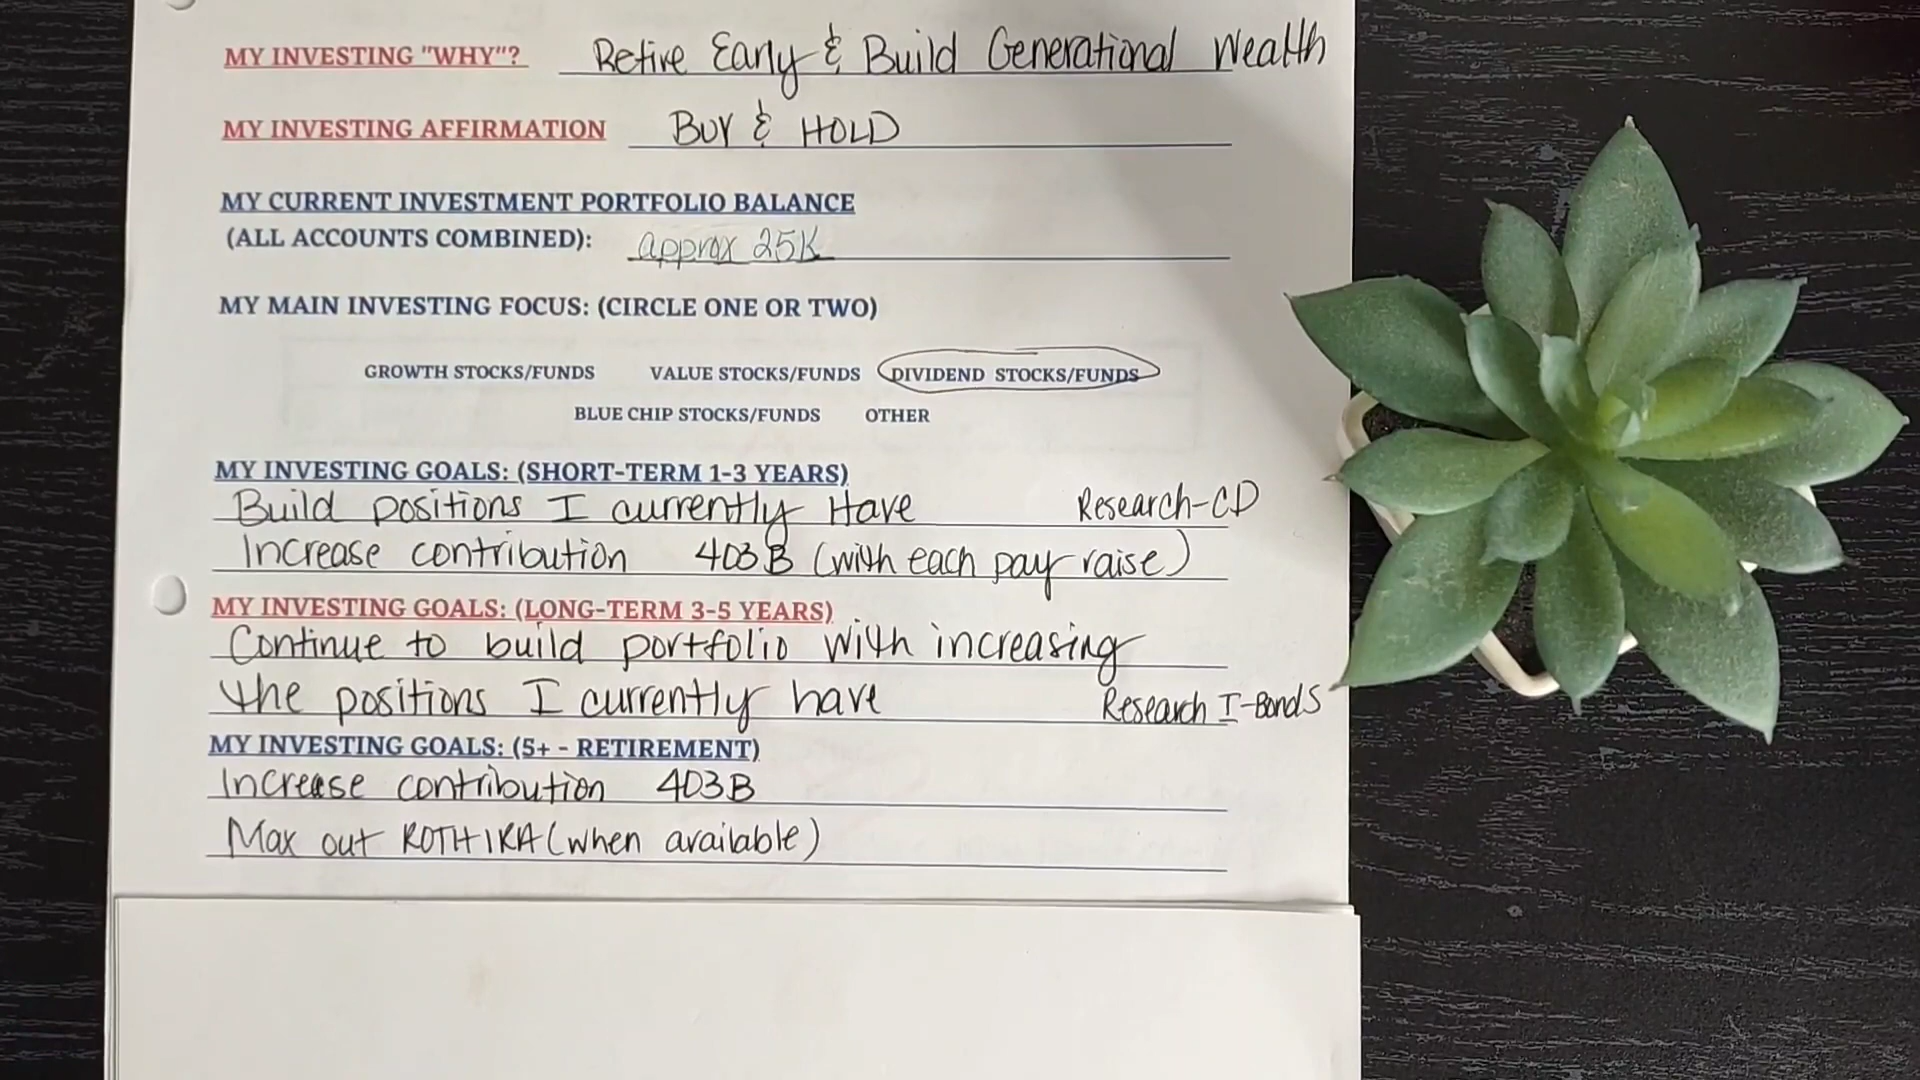 MY INVESTING "WHY"? Retire Early & Build Generational Wealth
MY INVESTING AFFIRMATION BUY & HOLD
MY CURRENT INVESTMENT PORTFOLIO BALANCE
(ALL ACCOUNTS COMBINED): approx 25K
MY MAIN INVESTING FOCUS: (CIRCLE ONE OR TWO)
GROWTH STOCKS/FUNDS VALUE STOCKS/FUNDS DIVIDEND STOCKS/FUNDS
BLUE CHIP STOCKS/FUNDS OTHER
MY INVESTING GOALS: (SHORT-TERM 1-3 YEARS)
Build positions I currently Have Research-CD
Increase contribution 403B (with each pay raise)
MY INVESTING GOALS: (LONG-TERM 3-5 YEARS)
Continue to build portfolio with increasing
the positions I currently have Research I-Bonds
MY INVESTING GOALS: (5+ - RETIREMENT)
Increase contribution 403B
Max out ROTH IRA (when available)